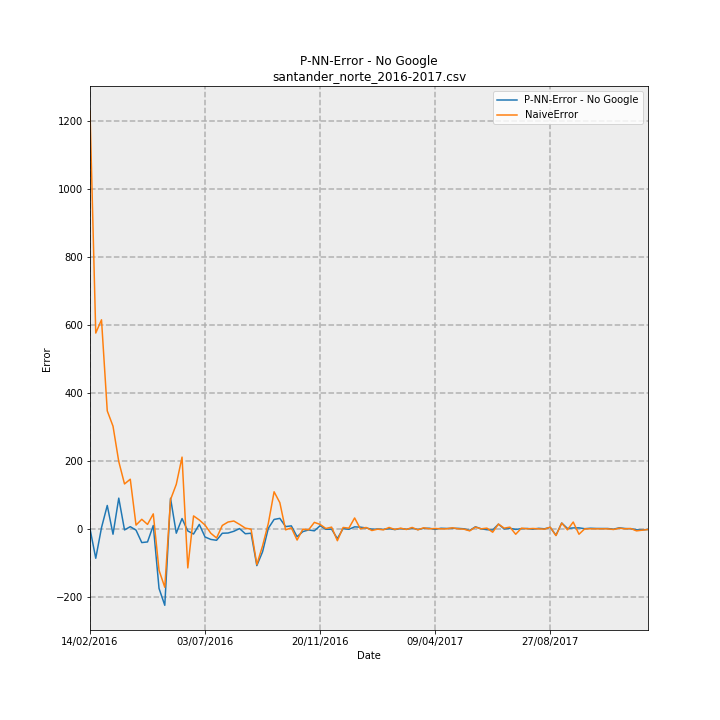 P-NN-Error - No Google
santander_norte_2016-2017.csv
P-NN-Error - No Google
NaiveError
1200
1000
800
600
400
200
0
−200
Error
14/02/2016
03/07/2016
20/11/2016
09/04/2017
27/08/2017
Date